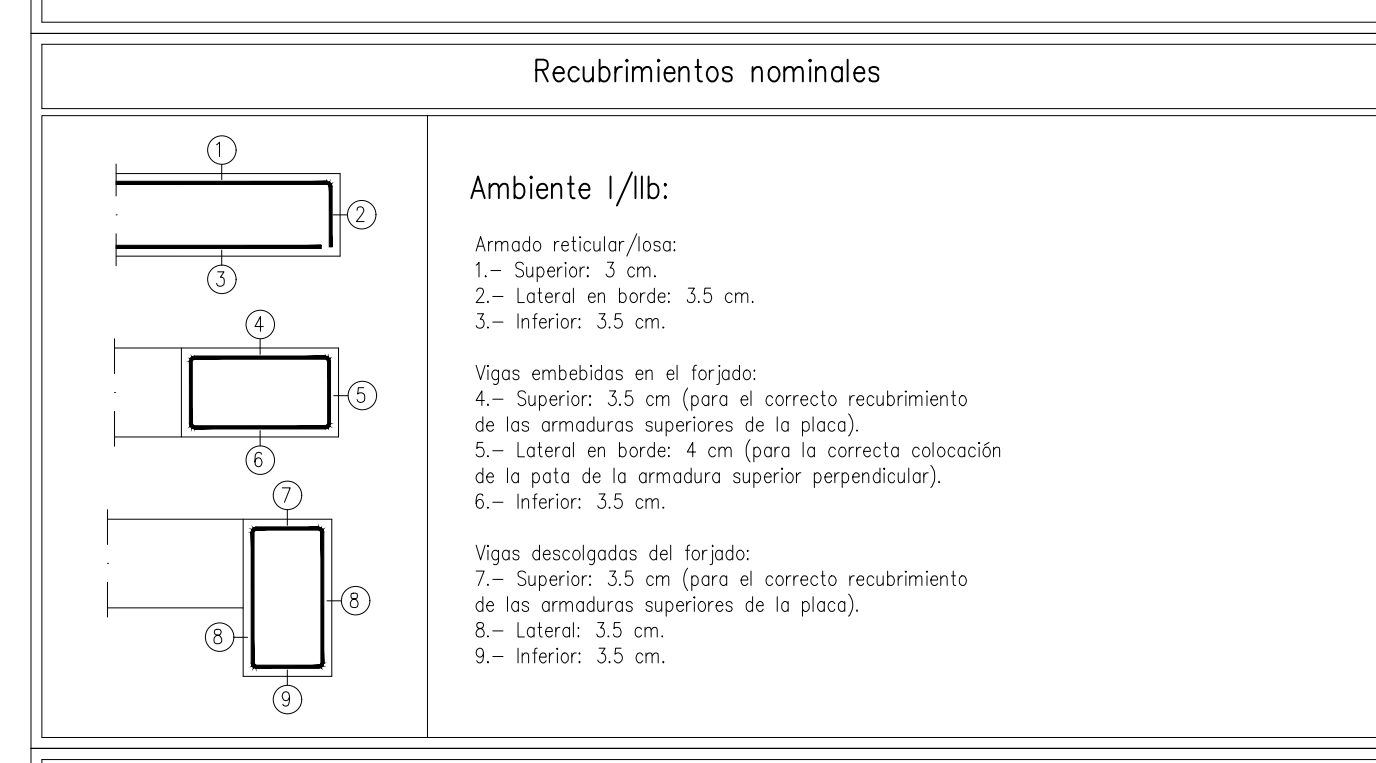 Recubrimientos nominales
1
2
3
4
5
6
7
8
8
9
Ambiente I/IIb:
Armado reticular/losa:
1.- Superior: 3 cm.
2.- Lateral en borde: 3.5 cm.
3.- Inferior: 3.5 cm.
Vigas embebidas en el forjado:
4.- Superior: 3.5 cm (para el correcto recubrimiento
de las armaduras superiores de la placa).
5.- Lateral en borde: 4 cm (para la correcta colocación
de la pata de la armadura superior perpendicular).
6.- Inferior: 3.5 cm.
Vigas descolgadas del forjado:
7.- Superior: 3.5 cm (para el correcto recubrimiento
de las armaduras superiores de la placa).
8.- Lateral: 3.5 cm.
9.- Inferior: 3.5 cm.